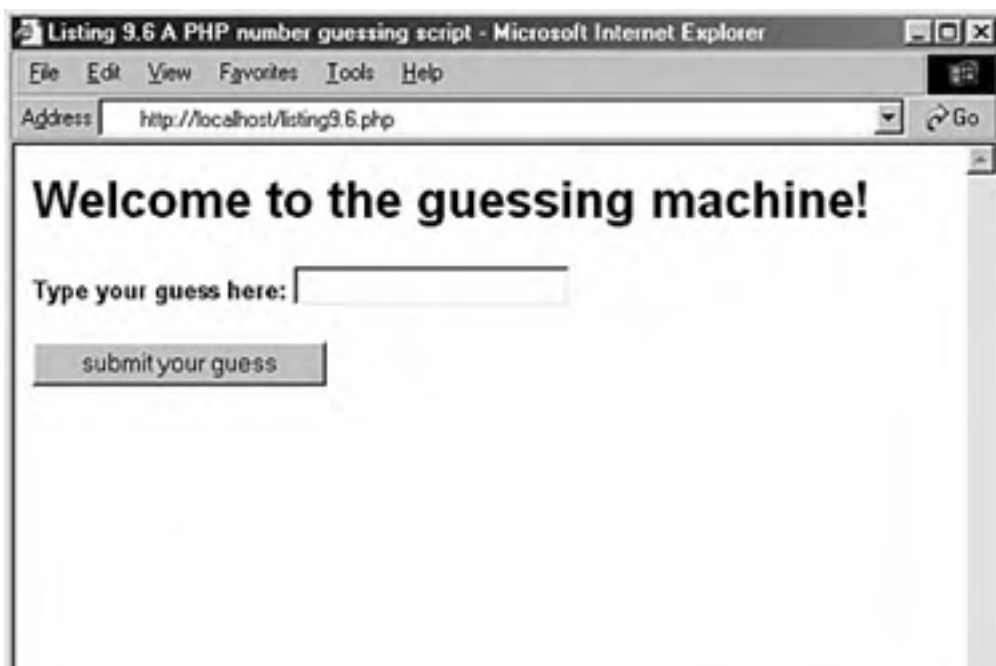 Listing 9.6 A PHP number guessing script - Microsoft Internet Explorer
File Edit View Favorites Tools Help
Address http://localhost/listing9.6.php Go
Welcome to the guessing machine!
Type your guess here:
submit your guess